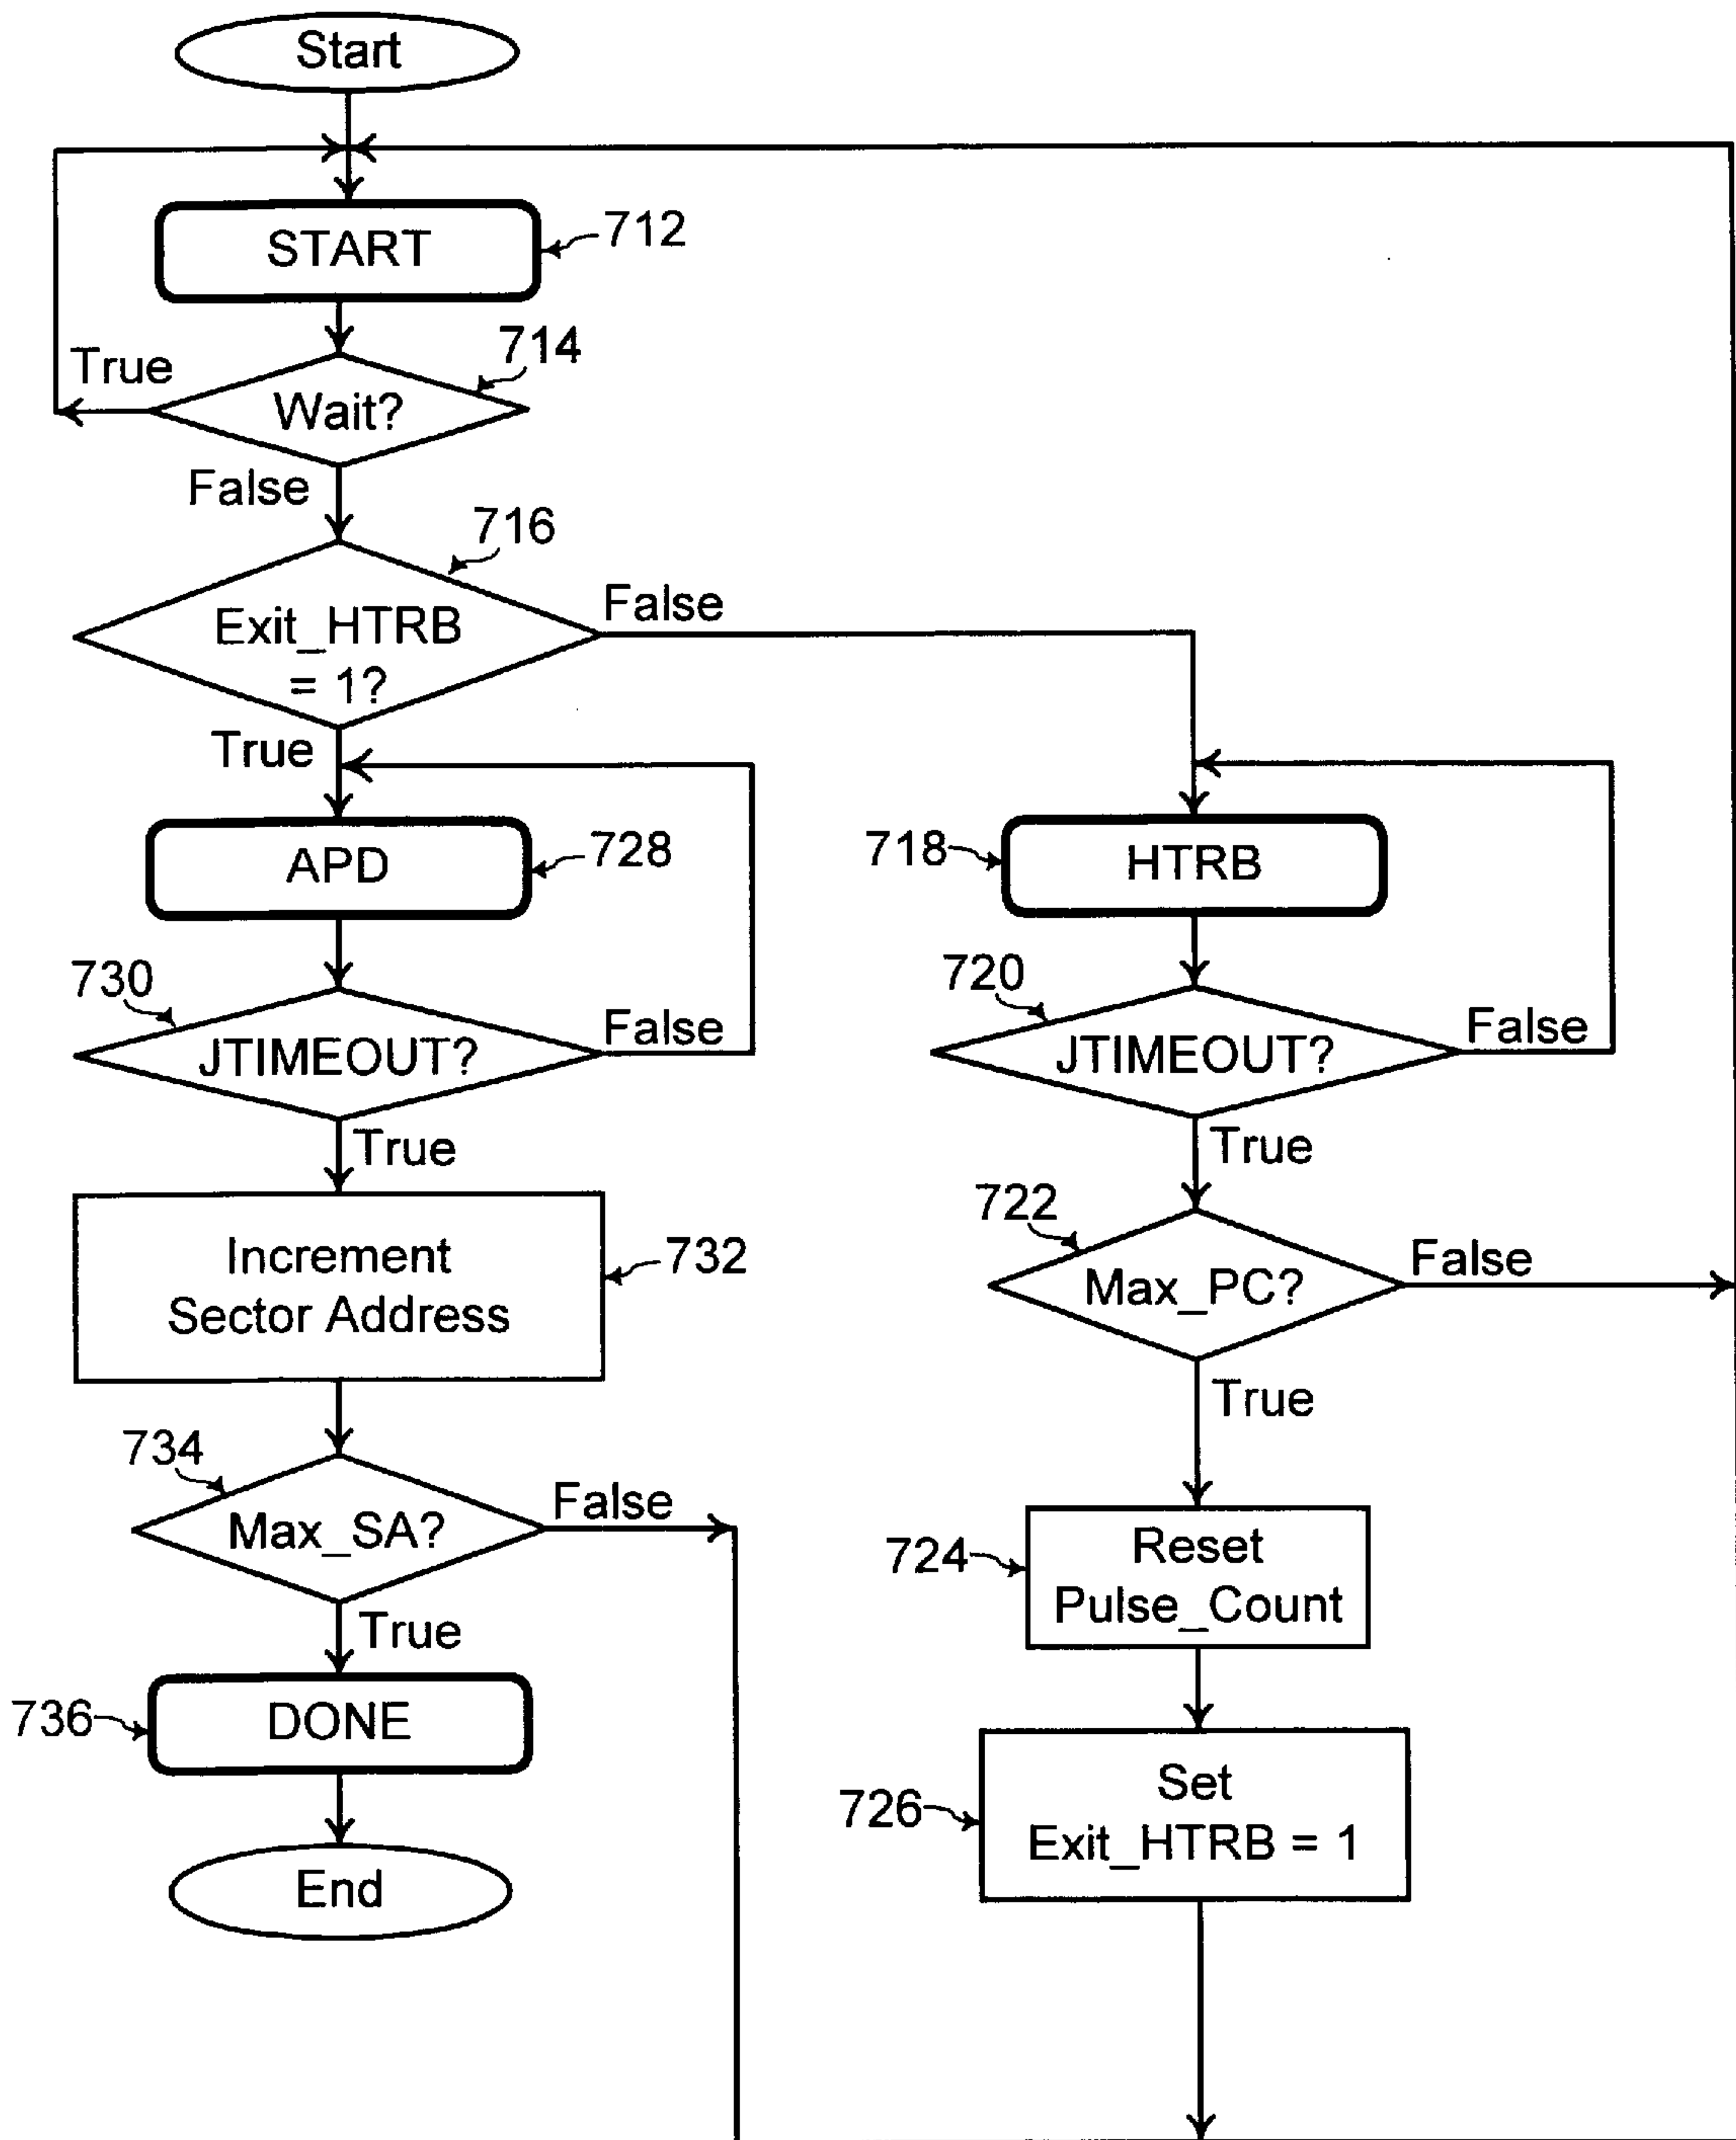 Start
START
712
714
True
Wait?
False
716
Exit_HTRB
= 1?
False
True
APD
728
718
HTRB
730
JTIMEOUT?
False
720
JTIMEOUT?
False
True
True
Increment
Sector Address
732
722
Max_PC?
False
True
734
Max_SA?
False
724
Reset
Pulse_Count
True
736
DONE
726
Set
Exit_HTRB = 1
End